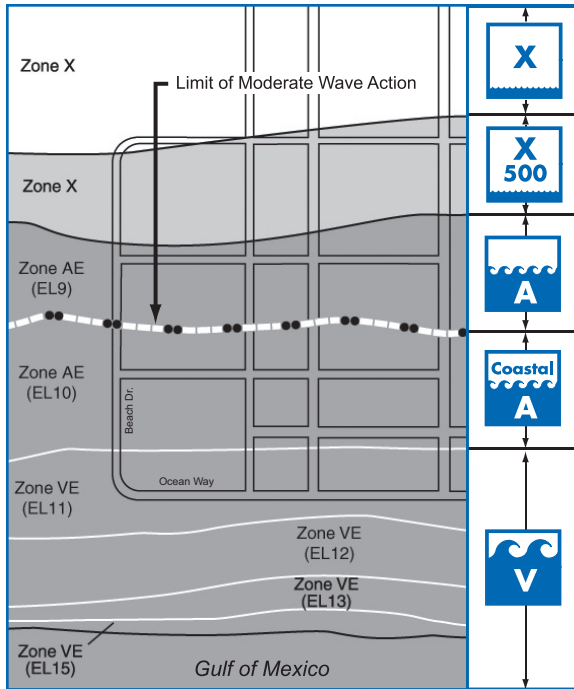 Zone X
Limit of Moderate Wave Action
X
Zone X
X
500
Zone AE
(EL9)
A
Zone AE
(EL10)
Coastal
A
Beach Dr.
Ocean Way
Zone VE
(EL11)
Zone VE
(EL12)
V
Zone VE
(EL13)
Zone VE
(EL15)
Gulf of Mexico